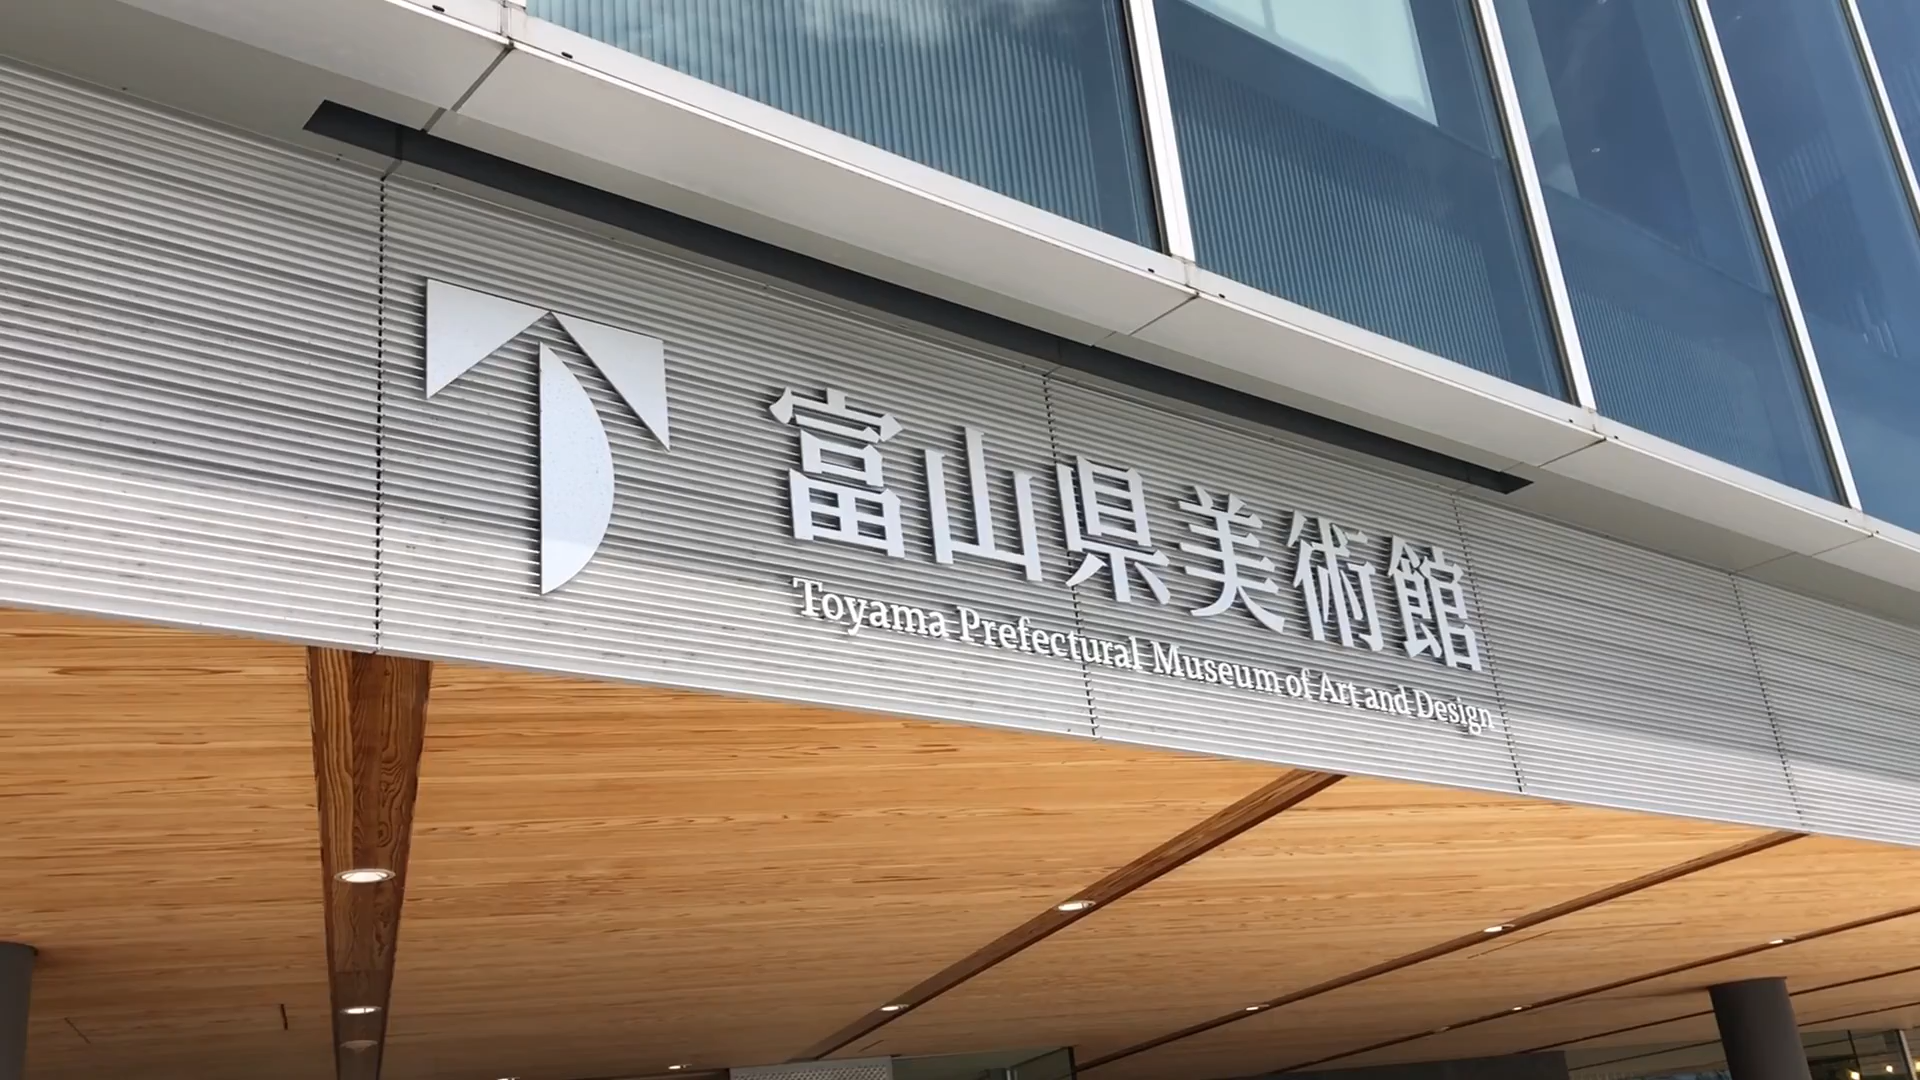 富山県美術館
Toyama Prefectural Museum of Art and Design